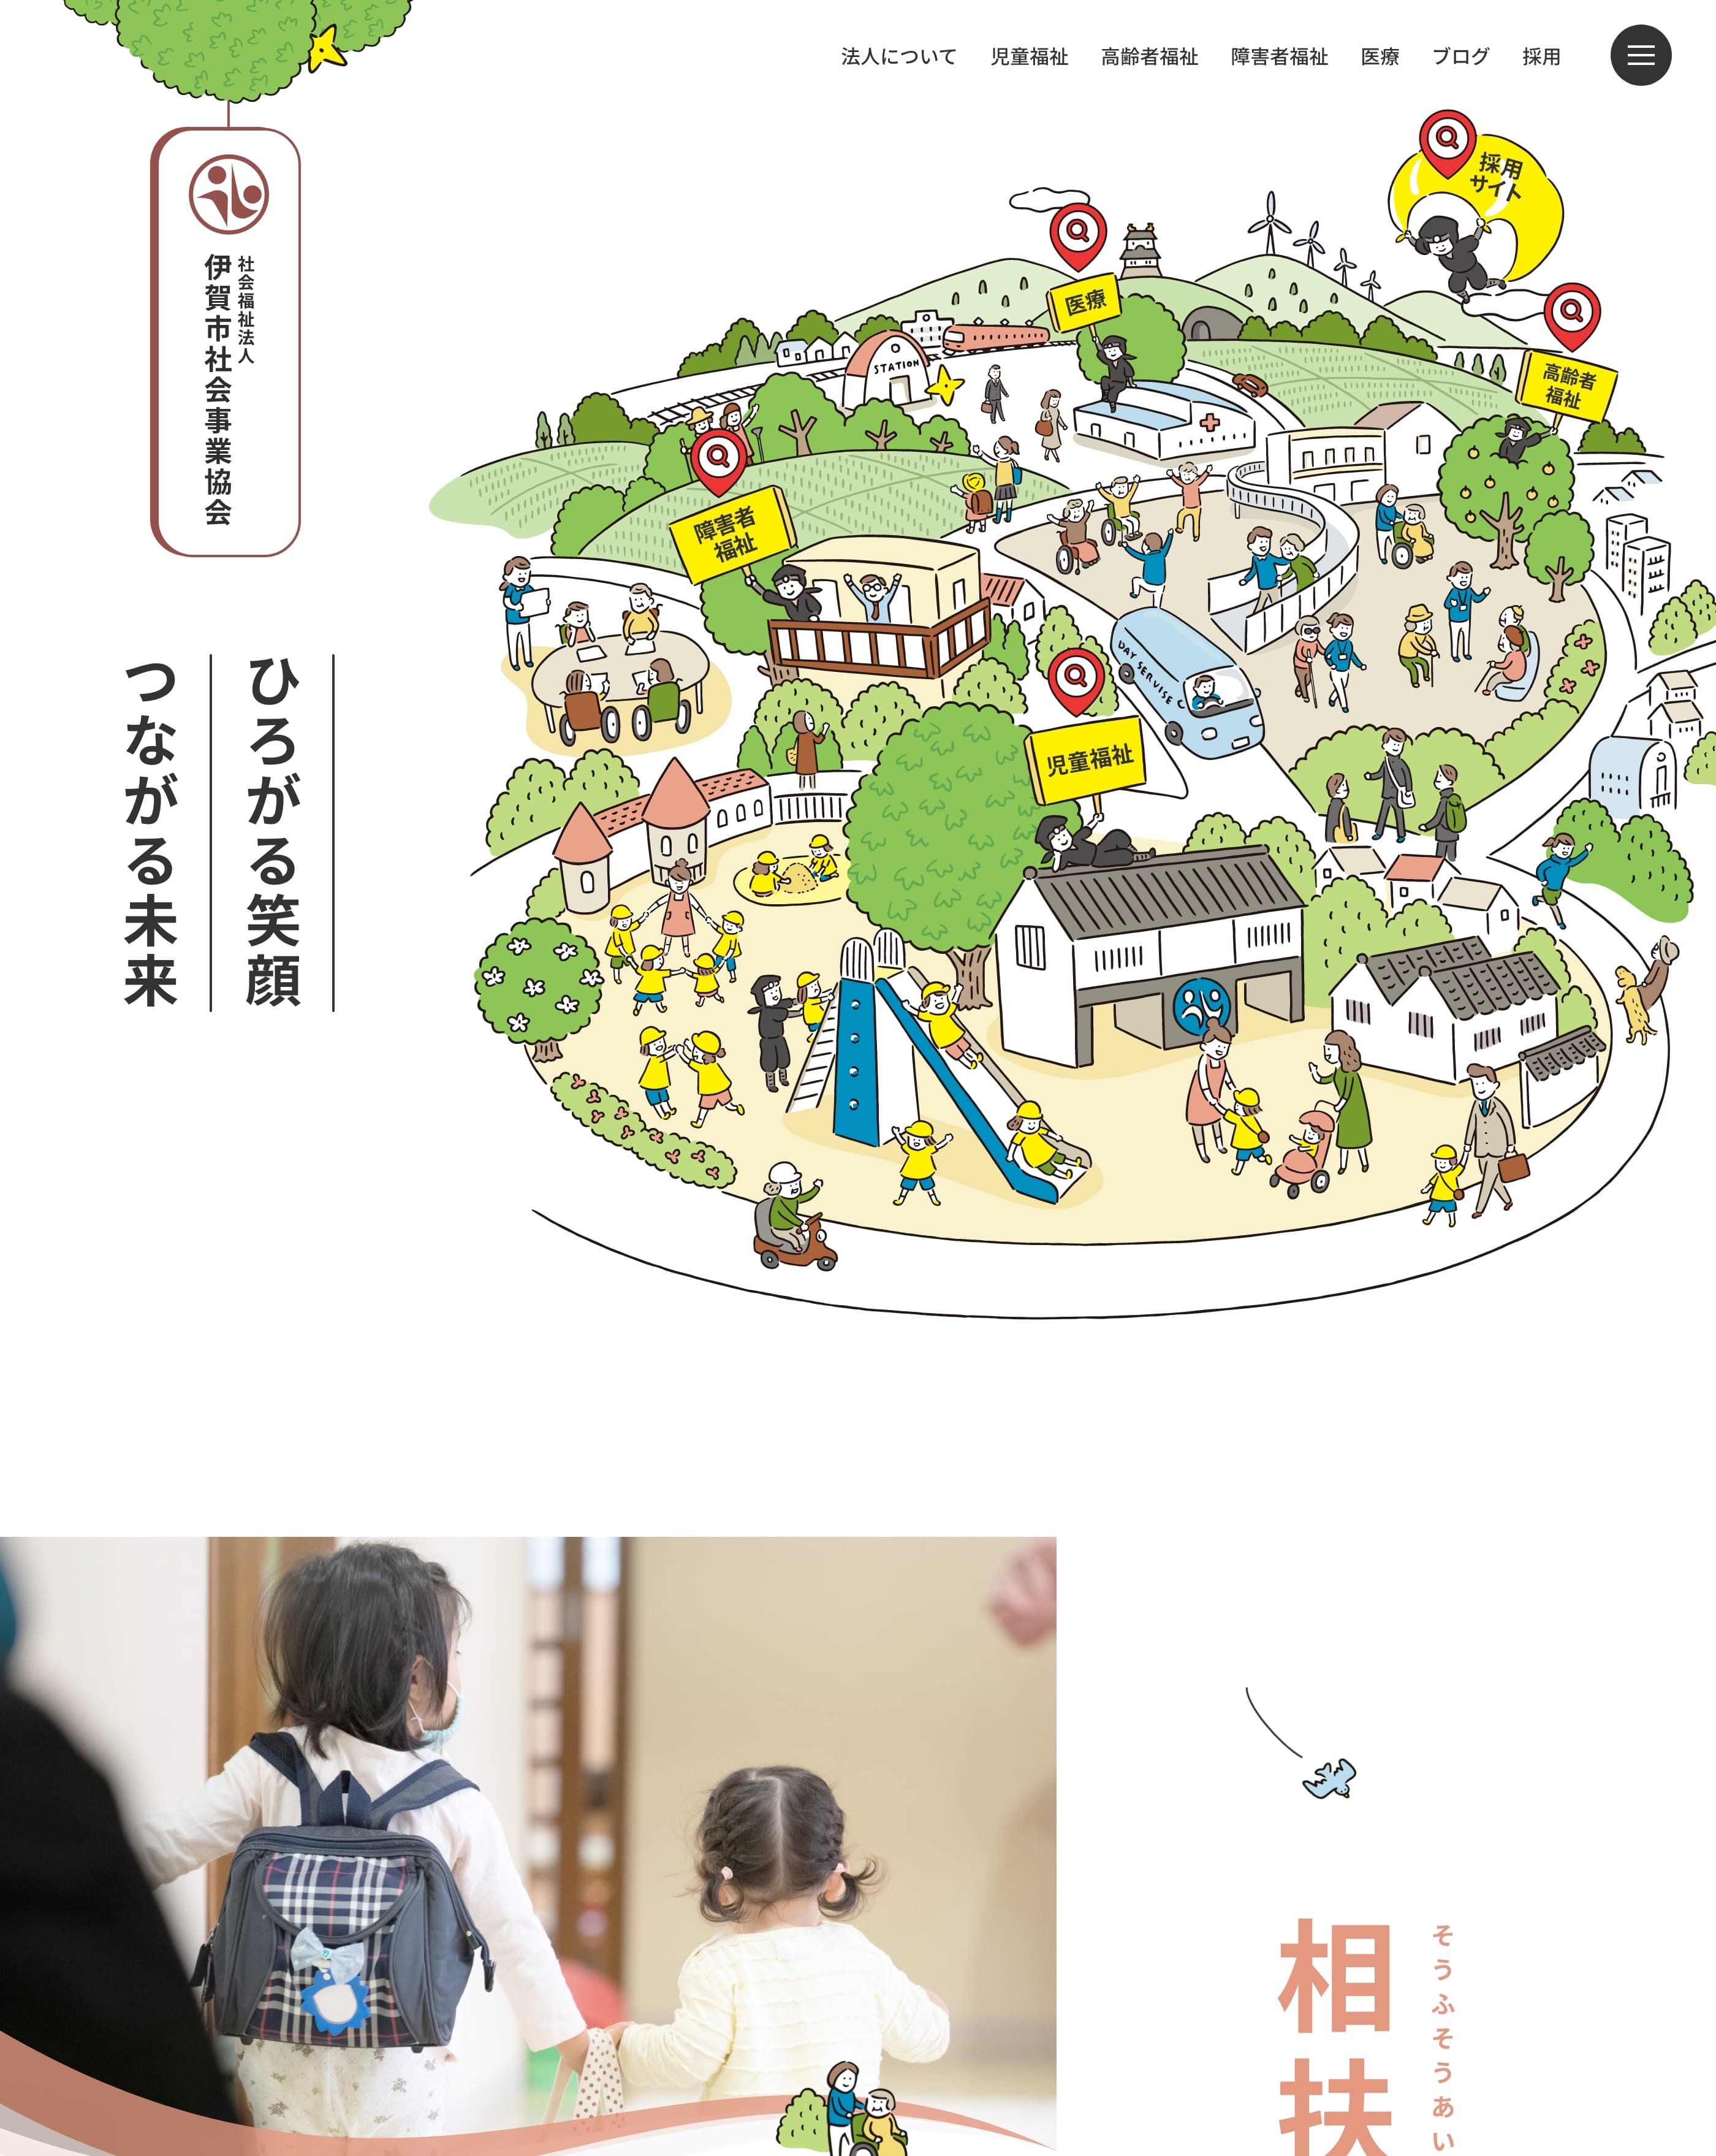 法人について
児童福祉
高齢者福祉
障害者福祉
医療
ブログ
採用
社会福祉法人
伊賀市社会事業協会
ひろがる笑顔
つながる未来
採用
サイト
医療
高齢者
福祉
STATION
障害者
福祉
DAY SERVISE C
児童福祉
そうふそうあい
相扶